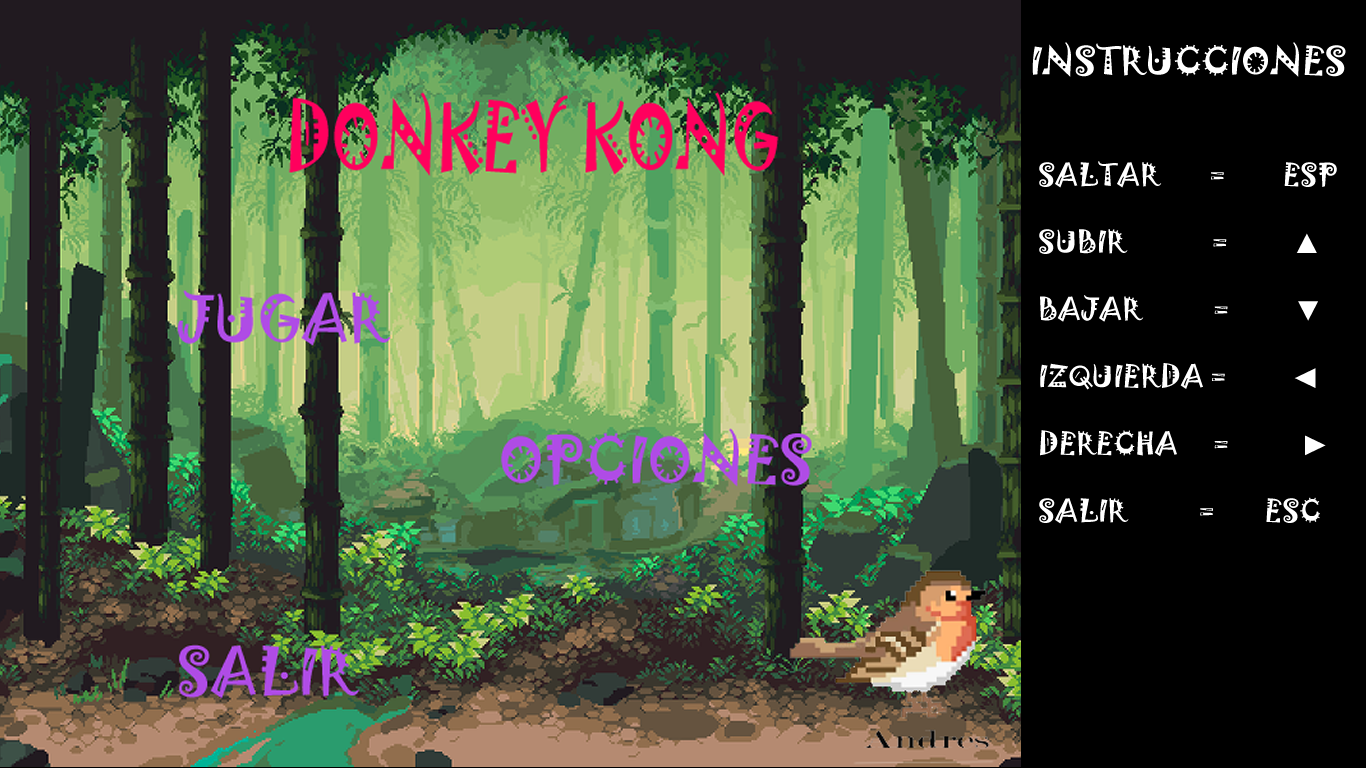 DONKEY KONG
JUGAR
OPCIONES
SALIR
Andres
INSTRUCCIONES
SALTAR = ESP
SUBIR = ▲
BAJAR = ▼
IZQUIERDA = ◄
DERECHA = ►
SALIR = ESC